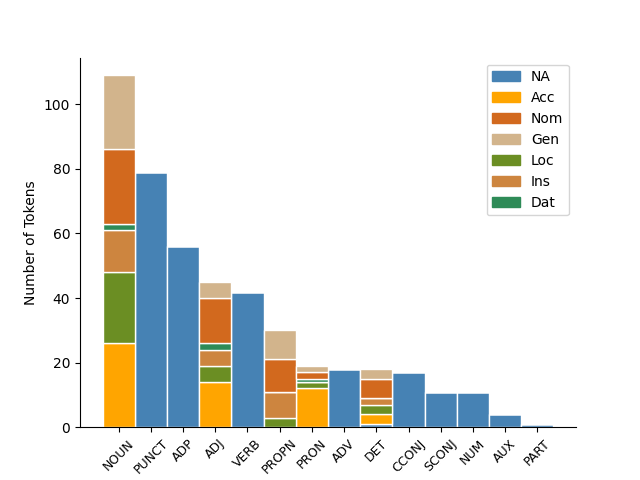 NA
Acc
Nom
Gen
Loc
Ins
Dat
100
80
60
40
20
0
Number of Tokens
NOUN
PUNCT
ADP
ADJ
VERB
PROPN
PRON
ADV
DET
CCONJ
SCONJ
NUM
AUX
PART